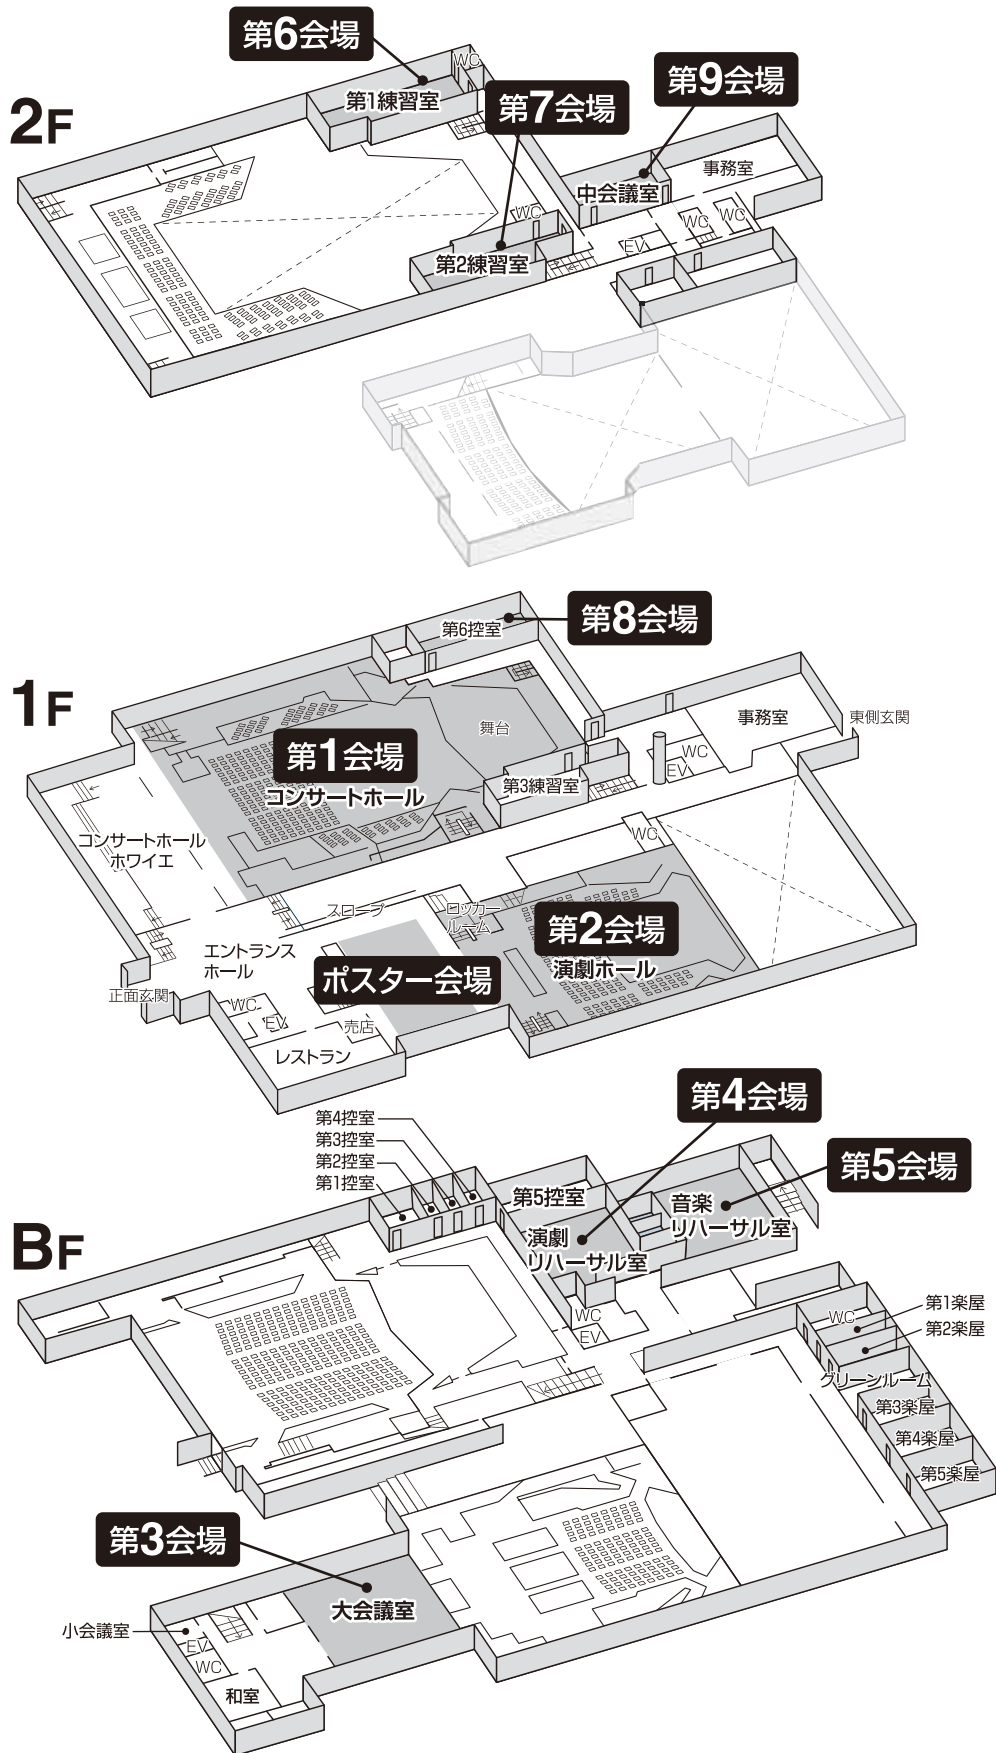 2F
第6会場
WC
第1練習室
第7会場
第9会場
事務室
中会議室
WC
WC
WC
EV
第2練習室
1F
第8会場
第6控室
舞台
事務室
東側玄関
第1会場
コンサートホール
WC
EV
第3練習室
コンサートホール
ホワイエ
WC
スロープ
ロッカー
ルーム
第2会場
演劇ホール
エントランス
ホール
ポスター会場
正面玄関
WC
EV
売店
レストラン
BF
第4会場
第4控室
第3控室
第2控室
第1控室
第5会場
第5控室
音楽
リハーサル室
演劇
リハーサル室
WC
EV
WC
第1楽屋
第2楽屋
グリーンルーム
第3楽屋
第4楽屋
第5楽屋
第3会場
大会議室
小会議室
EV
WC
和室